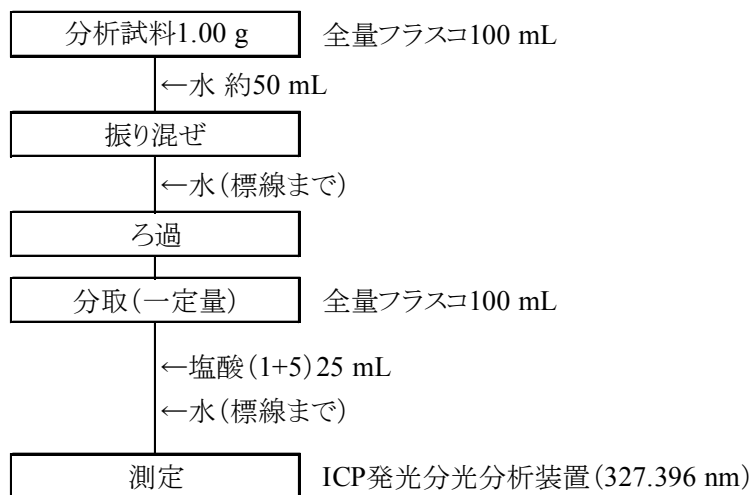 分析試料1.00 g 全量フラスコ100 mL
←水 約50 mL
振り混ぜ
←水(標線まで)
ろ過
分取(一定量) 全量フラスコ100 mL
←塩酸(1+5)25 mL
←水(標線まで)
測定 ICP発光分光分析装置(327.396 nm)